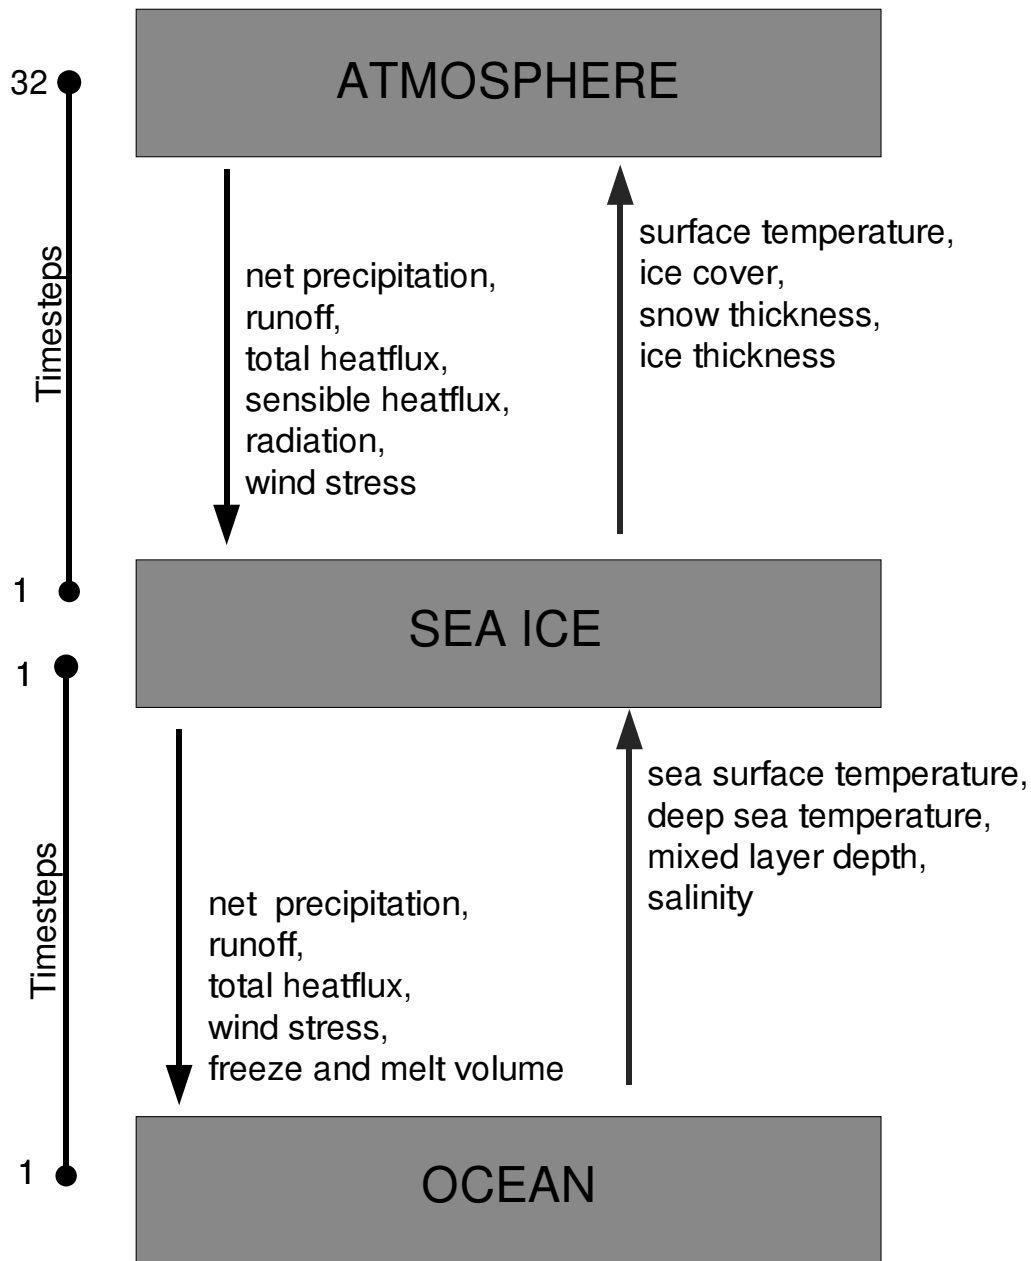 ATMOSPHERE
32
Timesteps
1
net precipitation,
runoff,
total heatflux,
sensible heatflux,
radiation,
wind stress
surface temperature,
ice cover,
snow thickness,
ice thickness
SEA ICE
1
Timesteps
1
net precipitation,
runoff,
total heatflux,
wind stress,
freeze and melt volume
sea surface temperature,
deep sea temperature,
mixed layer depth,
salinity
OCEAN